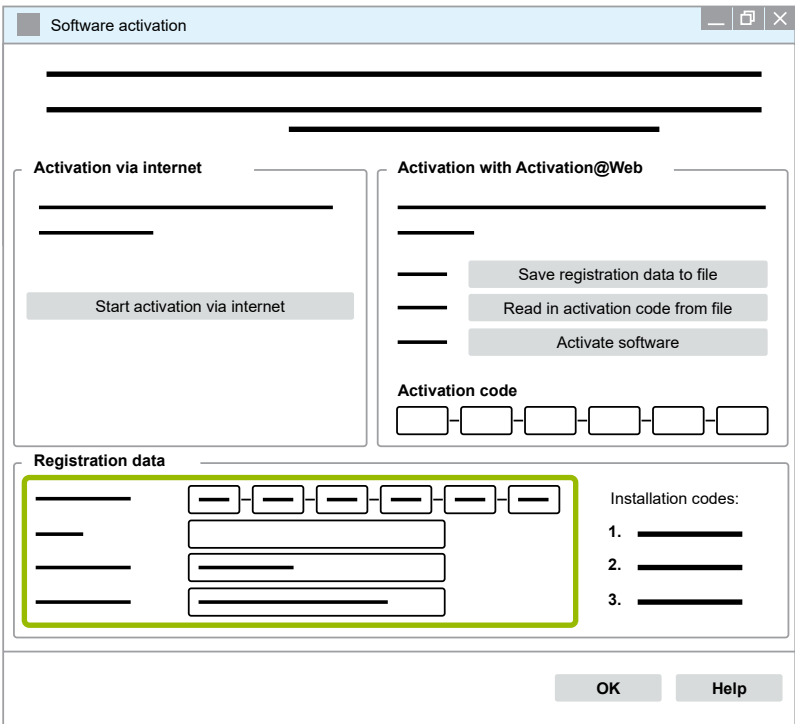 Software activation
Activation via internet
Start activation via internet
Activation with Activation@Web
Save registration data to file
Read in activation code from file
Activate software
Activation code
Registration data
Installation codes:
1.
2.
3.
OK
Help